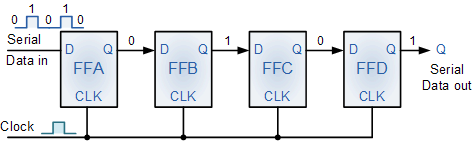 0 1 0 1 0
Serial
Data in
D Q 0 D Q 1 D Q 0 D Q 1 Q
FFA FFB FFC FFD
CLK CLK CLK CLK
Serial
Data out
Clock